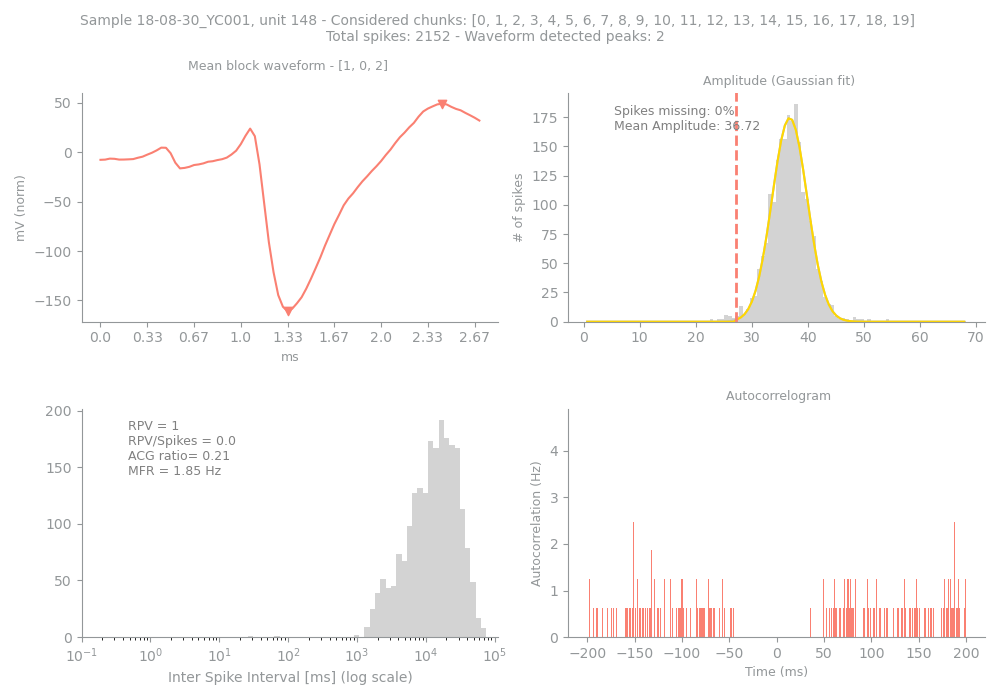 Sample 18-08-30_YC001, unit 148 - Considered chunks: [0, 1, 2, 3, 4, 5, 6, 7, 8, 9, 10, 11, 12, 13, 14, 15, 16, 17, 18, 19]
Total spikes: 2152 - Waveform detected peaks: 2
Mean block waveform - [1, 0, 2]
50
0
−50
−100
−150
mV (norm)
0.0 0.33 0.67 1.0 1.33 1.67 2.0 2.33 2.67
ms
Amplitude (Gaussian fit)
Spikes missing: 0%
Mean Amplitude: 36.72
175
150
125
100
75
50
25
0
# of spikes
0 10 20 30 40 50 60 70
RPV = 1
RPV/Spikes = 0.0
ACG ratio= 0.21
MFR = 1.85 Hz
200
150
100
50
0
10−1 100 101 102 103 104 105
Inter Spike Interval [ms] (log scale)
Autocorrelogram
4
3
2
1
0
Autocorrelation (Hz)
−200 −150 −100 −50 0 50 100 150 200
Time (ms)